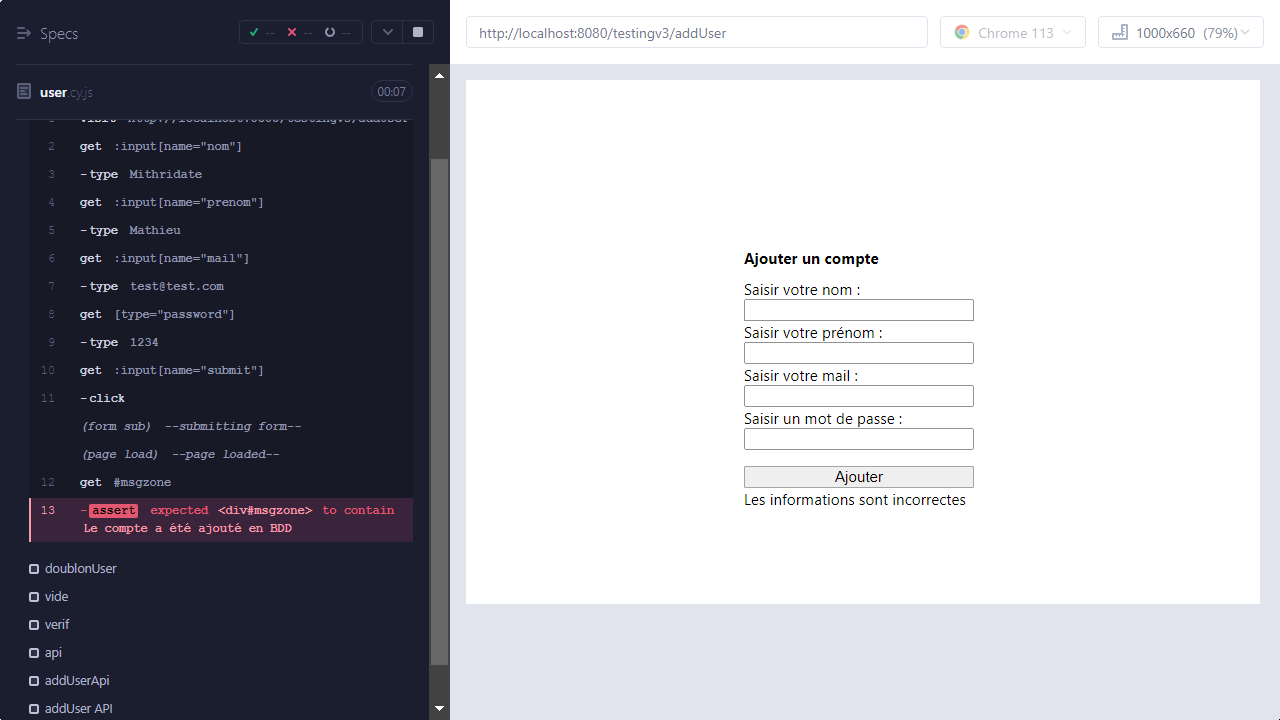 Specs
-- -- --
user.cy.js
00:07
1 visit http://localhost:8080/testingv3/addUser
2 get :input[name="nom"]
3 -type Mithridate
4 get :input[name="prenom"]
5 -type Mathieu
6 get :input[name="mail"]
7 -type test@test.com
8 get [type="password"]
9 -type 1234
10 get :input[name="submit"]
11 -click
(form sub) --submitting form--
(page load) --page loaded--
12 get #msgzone
13 -assert expected <div#msgzone> to contain
Le compte a été ajouté en BDD
doublonUser
vide
verif
api
addUserApi
addUser API
http://localhost:8080/testingv3/addUser
Chrome 113
1000x660 (79%)
Ajouter un compte
Saisir votre nom :
Saisir votre prénom :
Saisir votre mail :
Saisir un mot de passe :
Ajouter
Les informations sont incorrectes